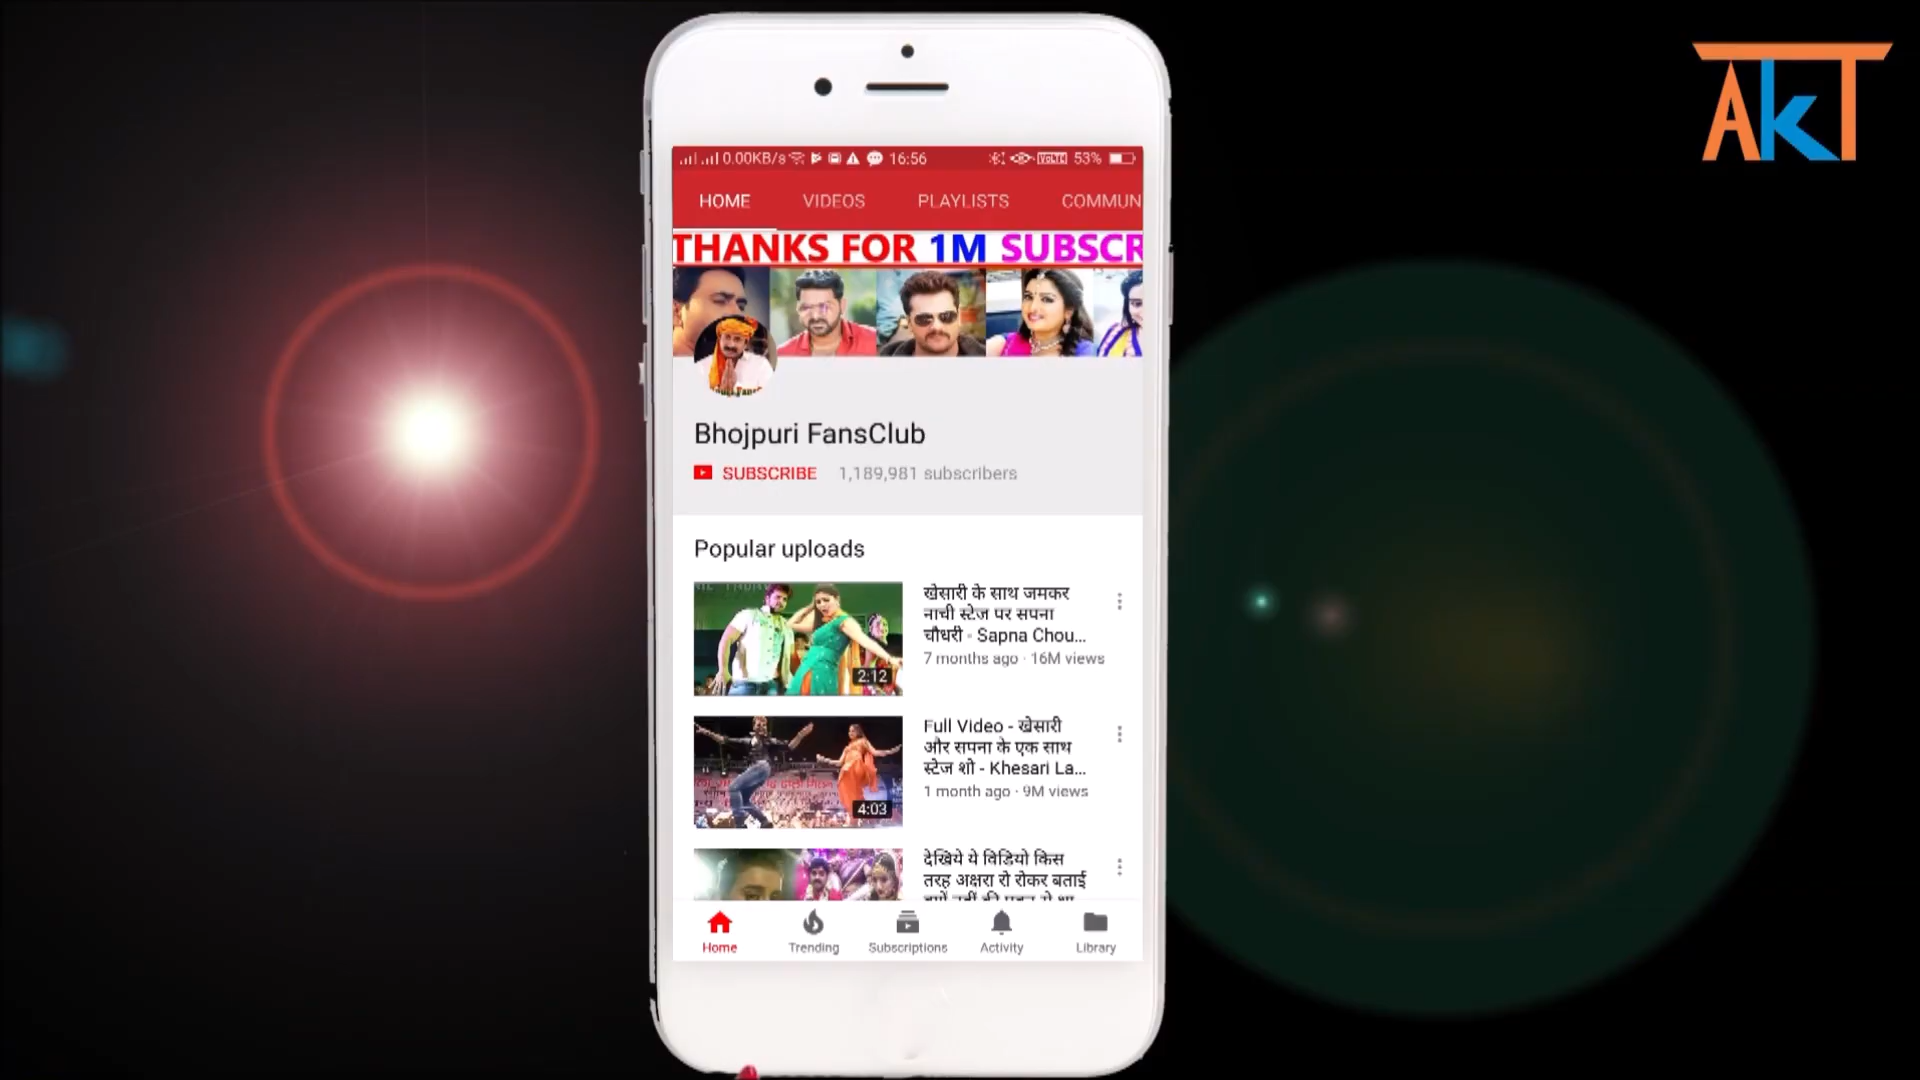 AKT
0.00KB/s 16:56 VoLTE 53%
HOME VIDEOS PLAYLISTS COMMUN
THANKS FOR 1M SUBSCR
Bhojpuri FansClub
SUBSCRIBE 1,189,981 subscribers
Popular uploads
खेसारी के साथ जमकर
नाची स्टेज पर सपना
चौधरी - Sapna Chou...
7 months ago · 16M views
2:12
Full Video - खेसारी
और सपना के एक साथ
स्टेज शो - Khesari La...
1 month ago · 9M views
4:03
देखिये ये विडियो किस
तरह अक्षरा रो रोकर बताई
Home Trending Subscriptions Activity Library